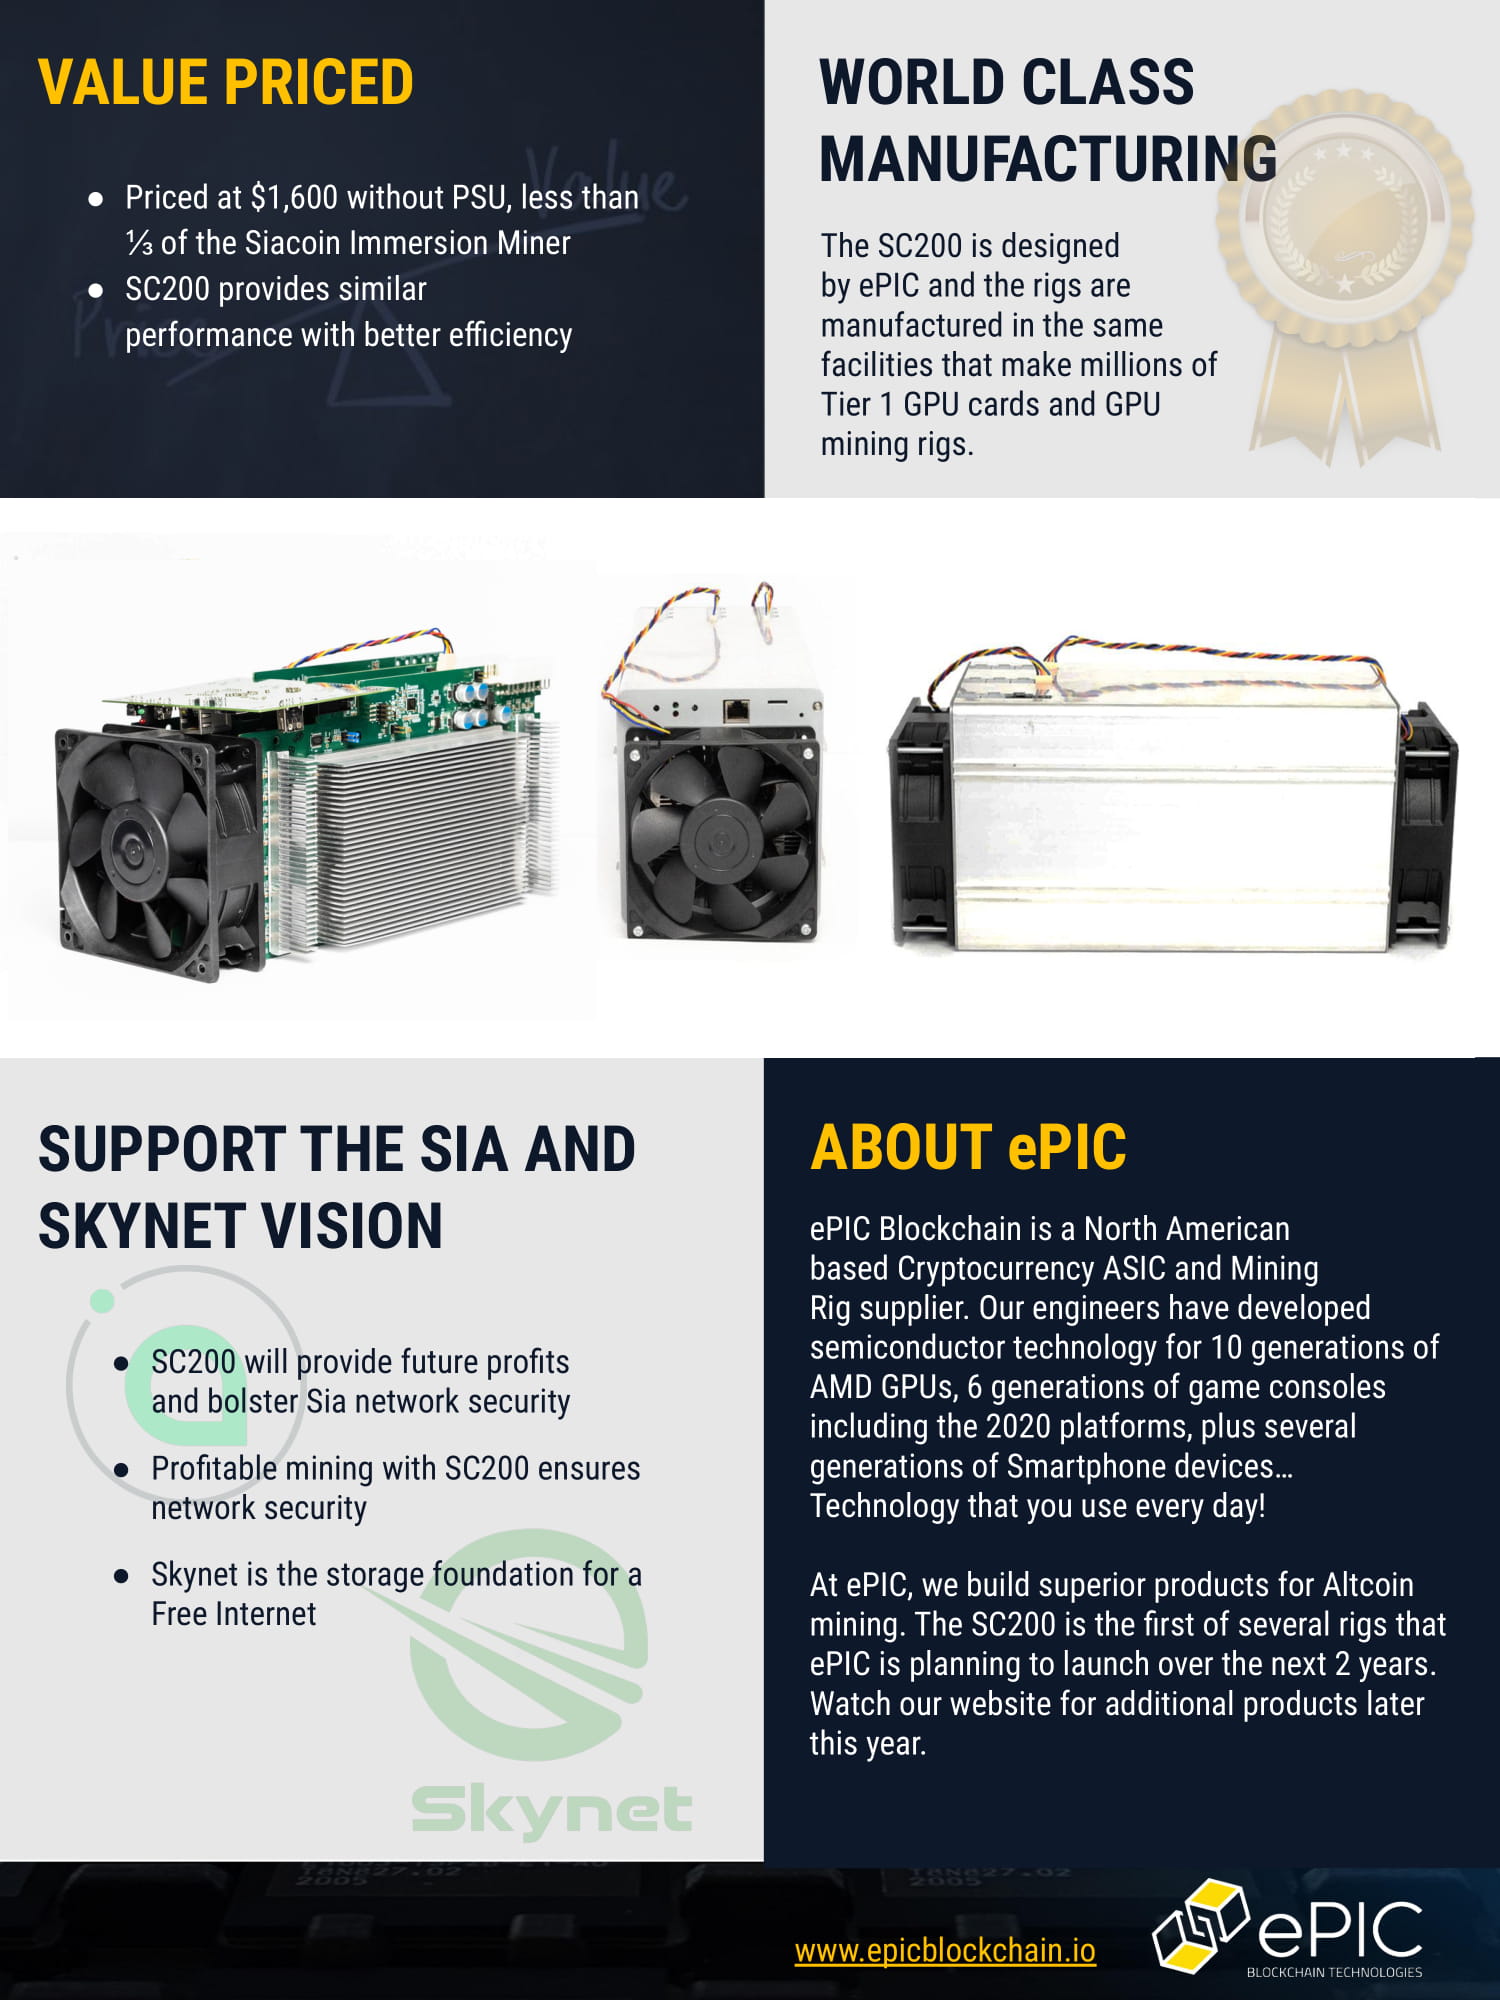 VALUE PRICED
Value
Price
● Priced at $1,600 without PSU, less than
⅓ of the Siacoin Immersion Miner
● SC200 provides similar
performance with better efficiency
WORLD CLASS
MANUFACTURING
The SC200 is designed
by ePIC and the rigs are
manufactured in the same
facilities that make millions of
Tier 1 GPU cards and GPU
mining rigs.
SUPPORT THE SIA AND
SKYNET VISION
● SC200 will provide future profits
and bolster Sia network security
● Profitable mining with SC200 ensures
network security
● Skynet is the storage foundation for a
Free Internet
Skynet
ABOUT ePIC
ePIC Blockchain is a North American
based Cryptocurrency ASIC and Mining
Rig supplier. Our engineers have developed
semiconductor technology for 10 generations of
AMD GPUs, 6 generations of game consoles
including the 2020 platforms, plus several
generations of Smartphone devices...
Technology that you use every day!
At ePIC, we build superior products for Altcoin
mining. The SC200 is the first of several rigs that
ePIC is planning to launch over the next 2 years.
Watch our website for additional products later
this year.
2005
www.epicblockchain.io
ePIC
BLOCKCHAIN TECHNOLOGIES